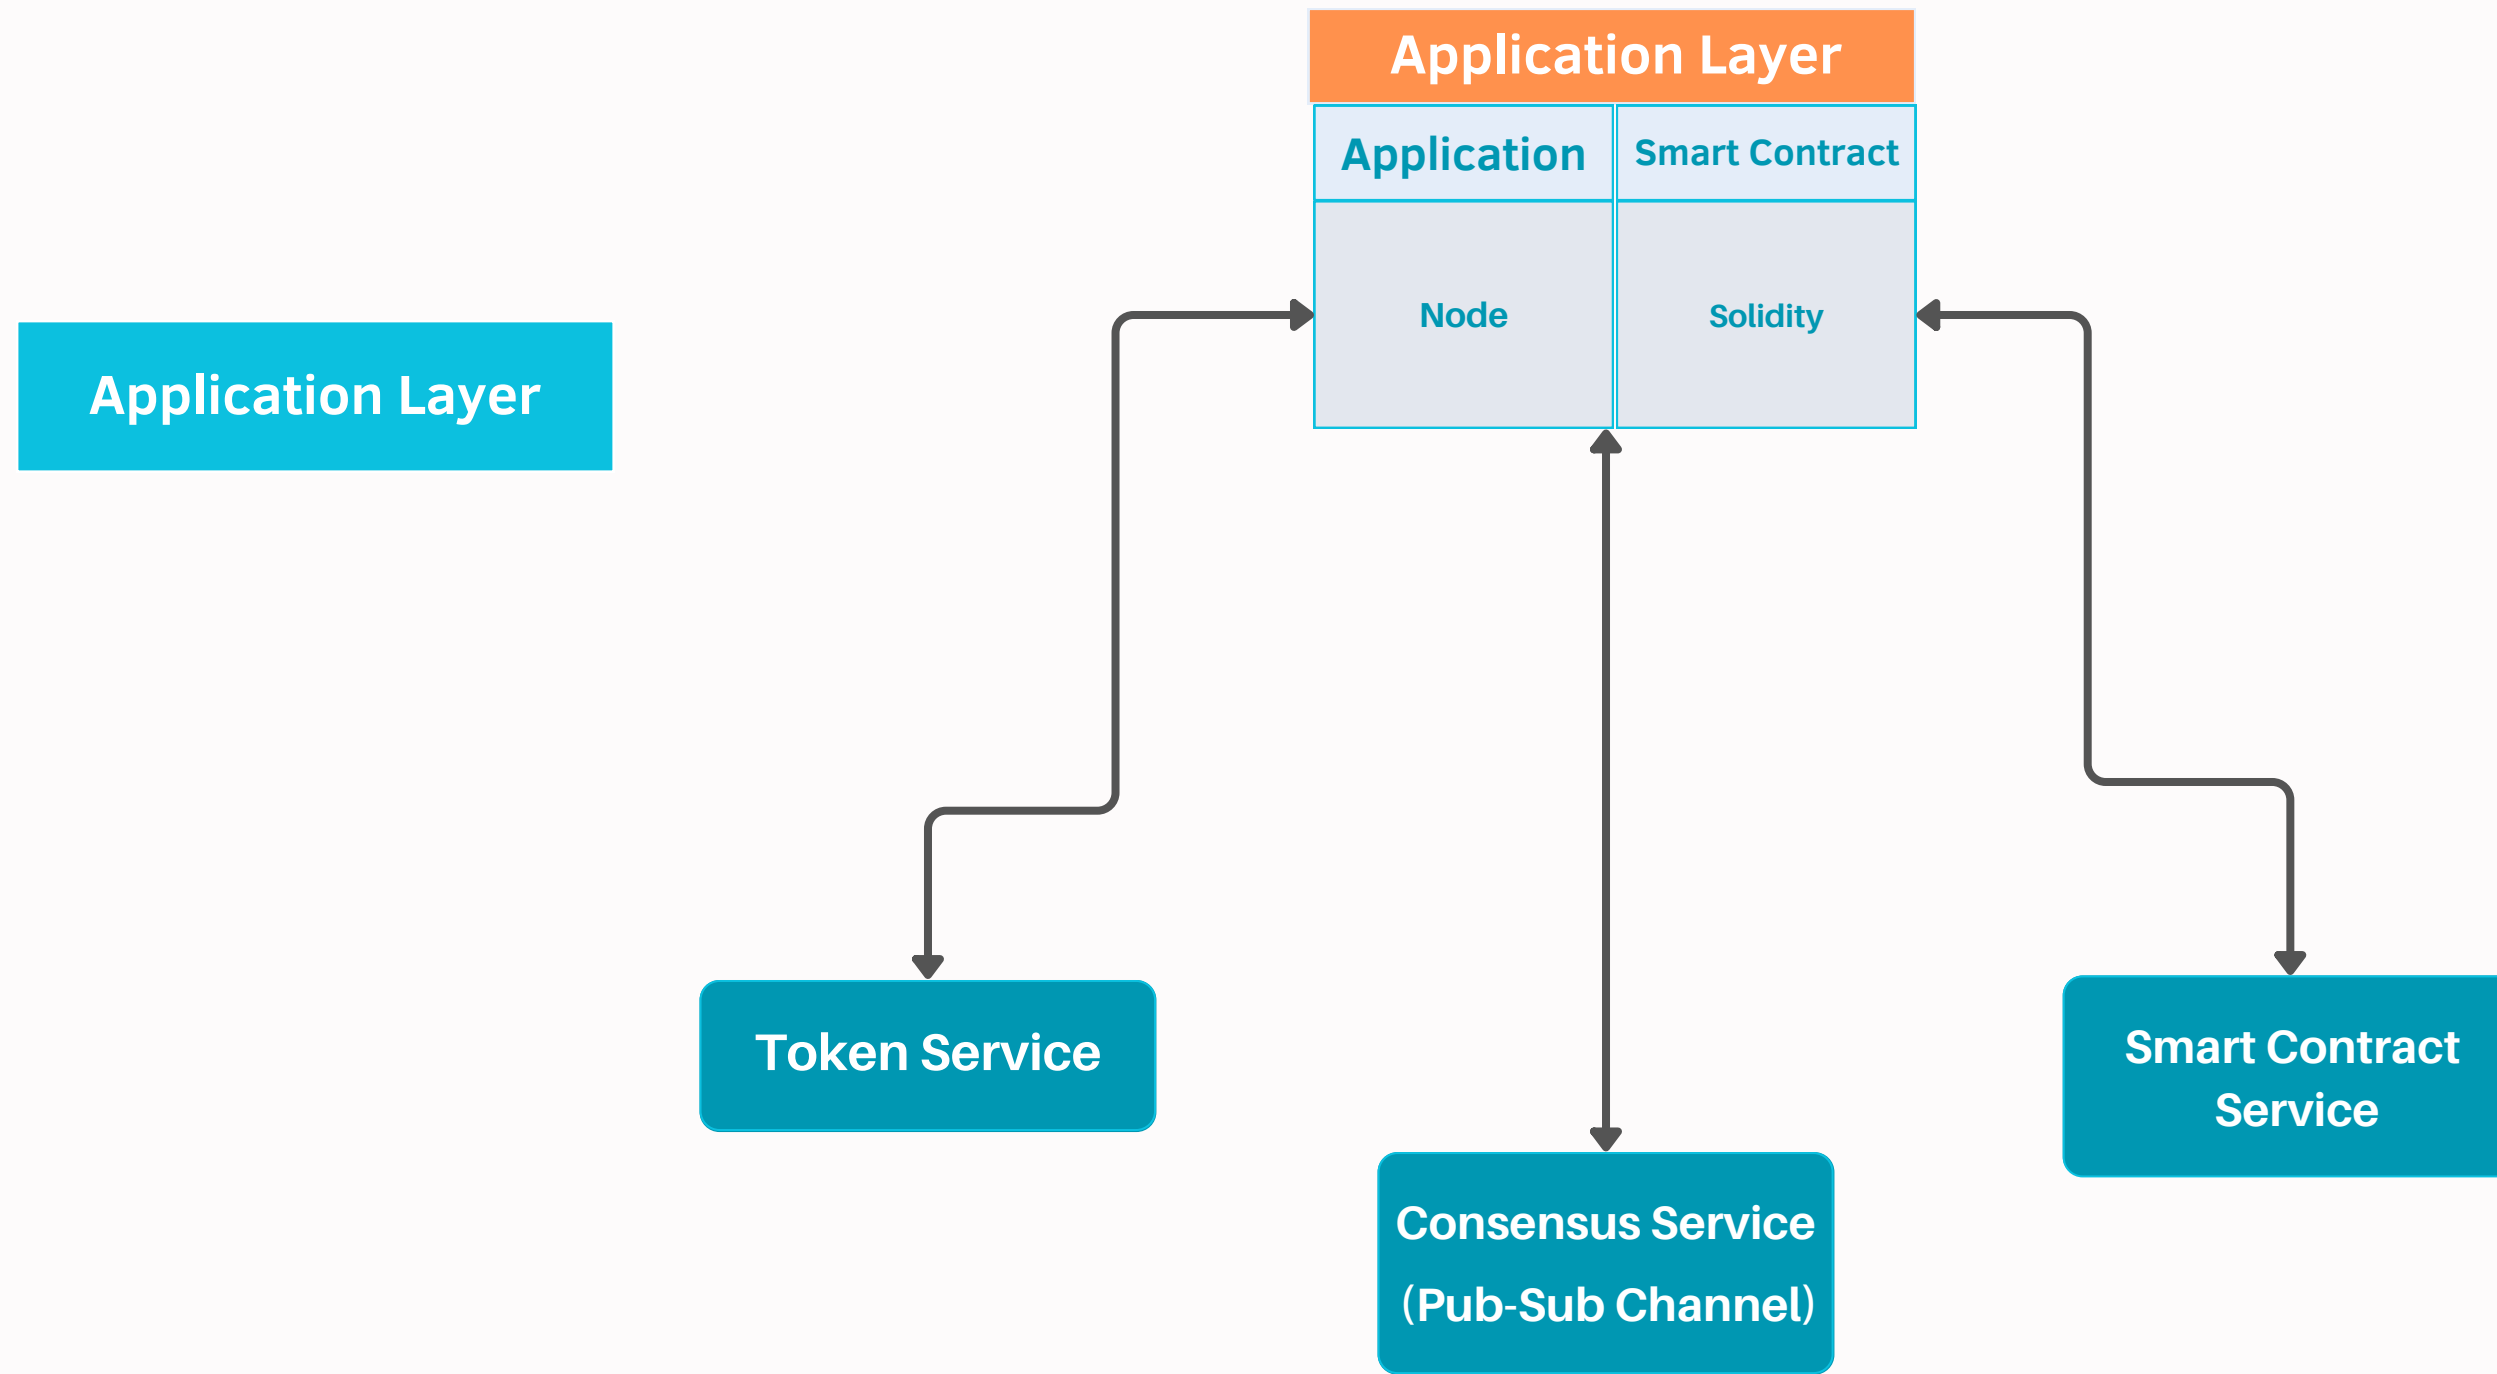 Application Layer
Application
Smart Contract
Node
Solidity
Application Layer
Token Service
Smart Contract
Service
Consensus Service
(Pub-Sub Channel)